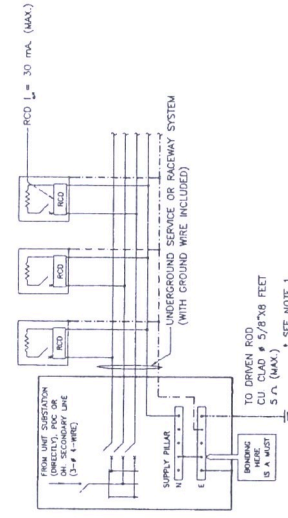 RCD I = 30 mA (MAX.)
RCD
RCD
RCD
UNDERGROUND SERVICE OR RACEWAY SYSTEM
(WITH GROUND WIRE INCLUDED)
FROM UNIT SUBSTATION
(DIRECTLY), PDC OR
OH. SECONDARY LINE
(3-ø 4-WIRE)
SUPPLY PILLAR
N
E
BONDING
HERE
IS A MUST
TO DRIVEN ROD
CU CLAD ø 5/8"X8 FEET
5 Ω (MAX.)
* SEE NOTE 1